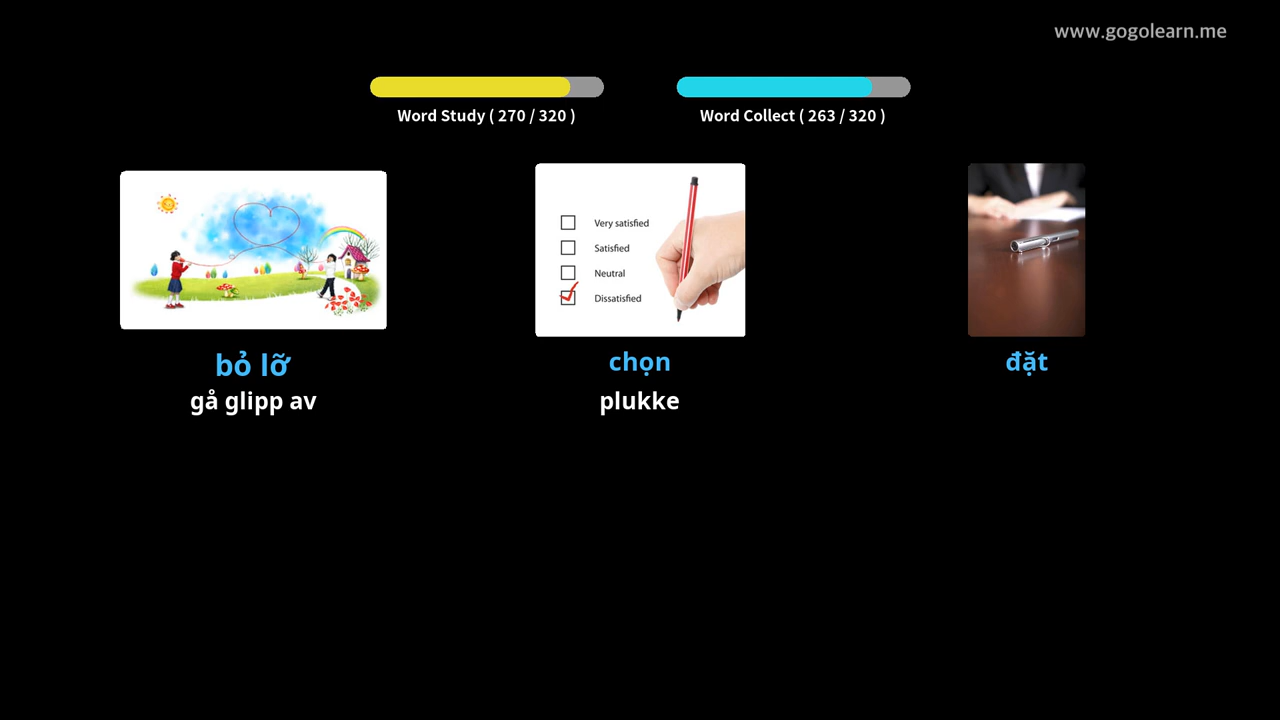 www.gogolearn.me
Word Study ( 270 / 320 )
Word Collect ( 263 / 320 )
Very satisfied
Satisfied
Neutral
Dissatisfied
bỏ lỡ
chọn
đặt
gå glipp av
plukke